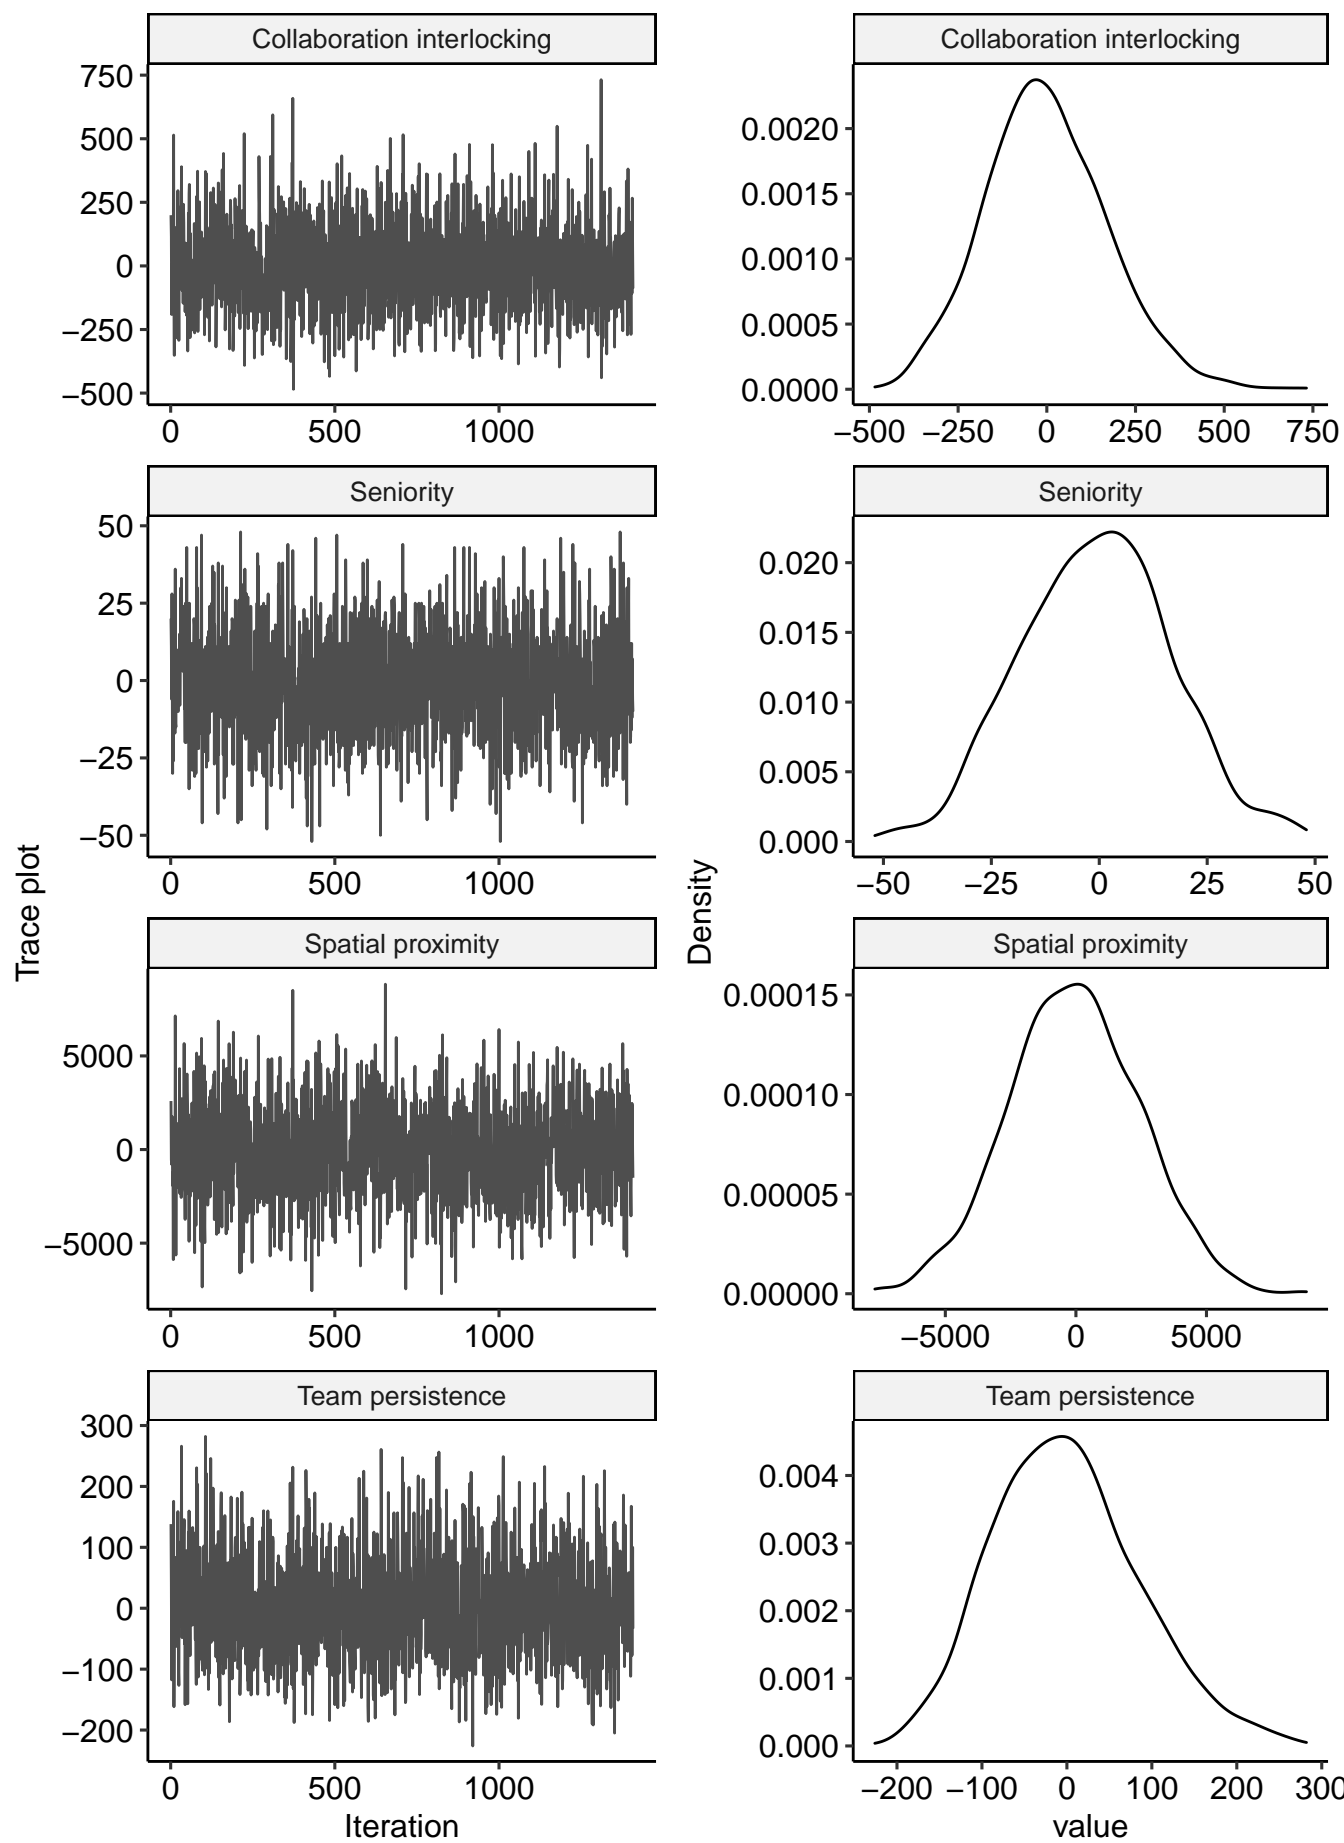 Collaboration interlocking
Collaboration interlocking
750
500
250
0
−250
−500
0 500 1000
0.0020
0.0015
0.0010
0.0005
0.0000
−500 −250 0 250 500 750
Seniority
Seniority
50
25
0
−25
−50
0 500 1000
0.020
0.015
0.010
0.005
0.000
−50 −25 0 25 50
Trace plot
Density
Spatial proximity
Spatial proximity
5000
0
−5000
0 500 1000
0.00015
0.00010
0.00005
0.00000
−5000 0 5000
Team persistence
Team persistence
300
200
100
0
−100
−200
0 500 1000
Iteration
0.004
0.003
0.002
0.001
0.000
−200 −100 0 100 200 300
value